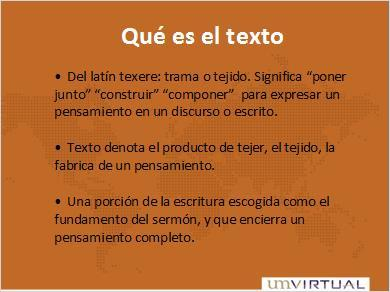 Qué es el texto
• Del latín texere: trama o tejido. Significa “poner
junto” “construir” “componer” para expresar un
pensamiento en un discurso o escrito.
• Texto denota el producto de tejer, el tejido, la
fabrica de un pensamiento.
• Una porción de la escritura escogida como el
fundamento del sermón, y que encierra un
pensamiento completo.
umVIRTUAL